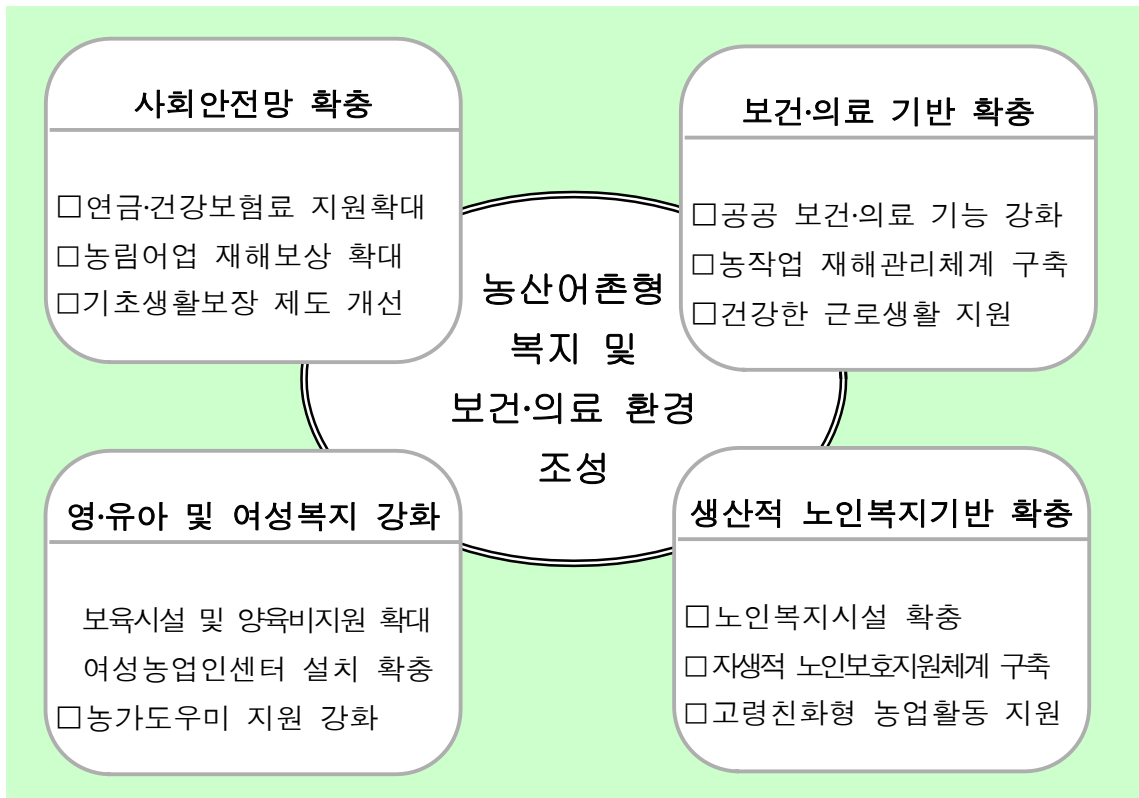 사회안전망 확충
□연금·건강보험료 지원확대
□농림어업 재해보상 확대
□기초생활보장 제도 개선
보건·의료 기반 확충
□공공 보건·의료 기능 강화
□농작업 재해관리체계 구축
□건강한 근로생활 지원
농산어촌형
복지 및
보건·의료 환경
조성
영·유아 및 여성복지 강화
보육시설 및 양육비지원 확대
여성농업인센터 설치 확충
□농가도우미 지원 강화
생산적 노인복지기반 확충
□노인복지시설 확충
□자생적 노인보호지원체계 구축
□고령친화형 농업활동 지원